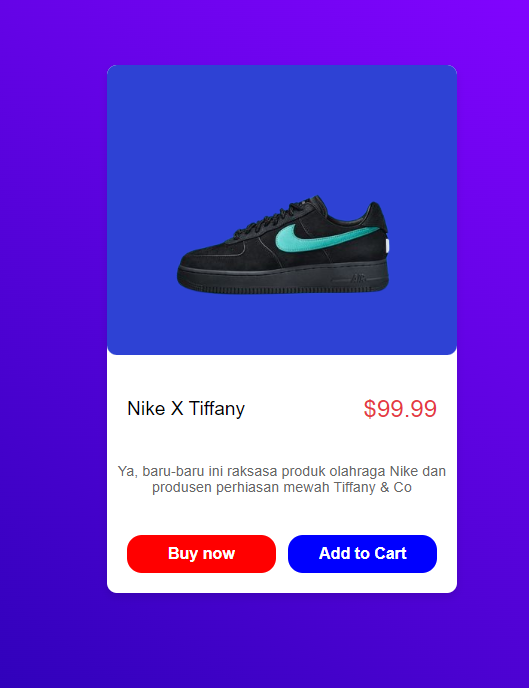 Nike X Tiffany
$99.99
Ya, baru-baru ini raksasa produk olahraga Nike dan
produsen perhiasan mewah Tiffany & Co
Buy now
Add to Cart